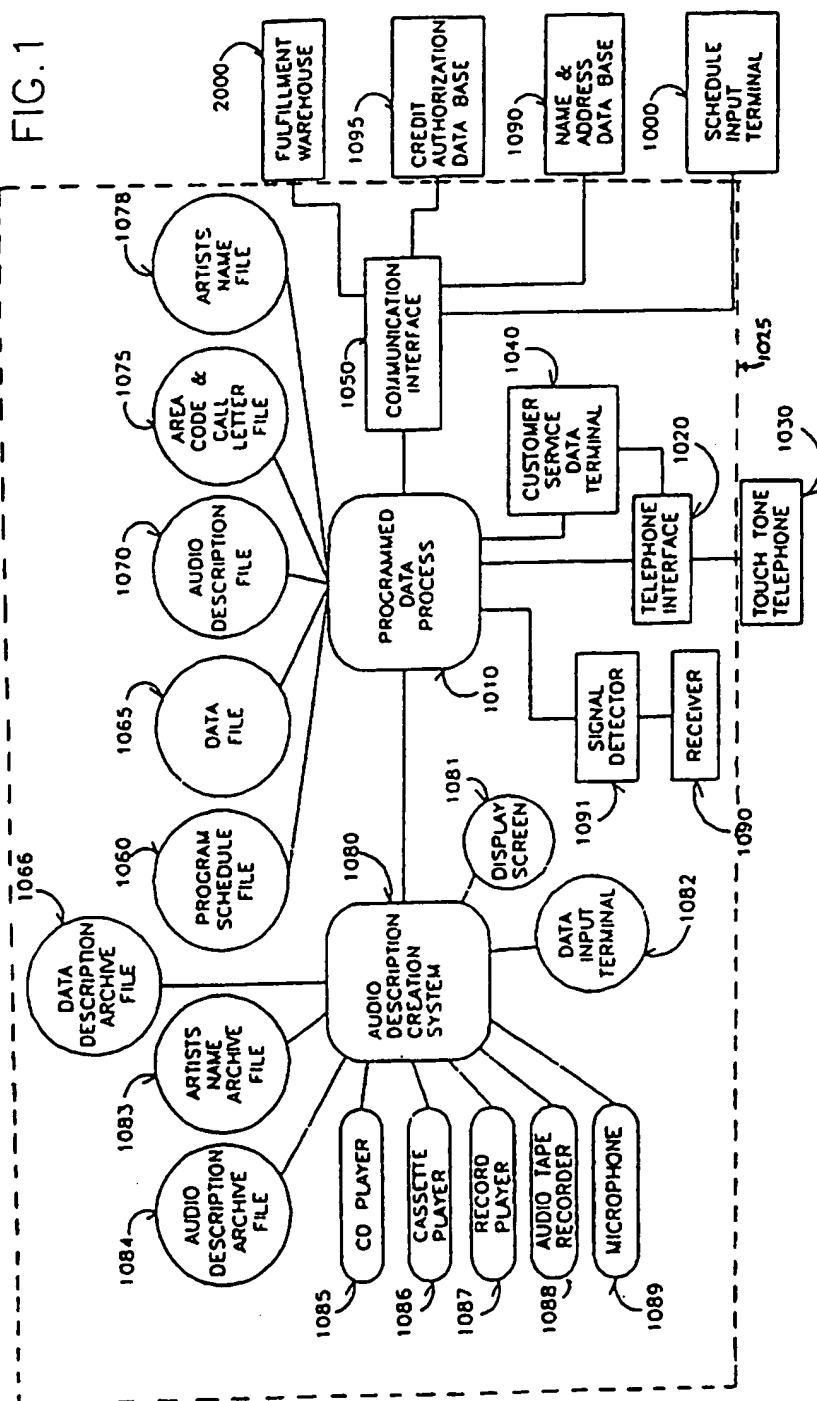 FIG.1
1066
DATA
DESCRIPTION
ARCHIVE
FILE
1083
ARTISTS
NAME
ARCHIVE
FILE
1084
AUDIO
DESCRIPTION
ARCHIVE
FILE
1060
PROGRAM
SCHEDULE
FILE
1065
DATA
FILE
1070
AUDIO
DESCRIPTION
FILE
1075
AREA
CODE &
CALL
LETTER
FILE
1078
ARTISTS
NAME
FILE
2000
FULFILLMENT
WAREHOUSE
1095
CREDIT
AUTHORIZATION
DATA BASE
1090
NAME &
ADDRESS
DATA BASE
1000
SCHEDULE
INPUT
TERMINAL
1080
AUDIO
DESCRIPTION
CREATION
SYSTEM
PROGRAMMED
DATA
PROCESS
1010
1050
COMMUNICATION
INTERFACE
1085
CD PLAYER
1086
CASSETTE
PLAYER
1087
RECORD
PLAYER
1088
AUDIO TAPE
RECORDER
1089
MICROPHONE
1081
DISPLAY
SCREEN
DATA
INPUT
TERMINAL
1082
SIGNAL
DETECTOR
1091
RECEIVER
1090
CUSTOMER
SERVICE
DATA
TERMINAL
1040
TELEPHONE
INTERFACE
1020
1025
TOUCH TONE
TELEPHONE
1030